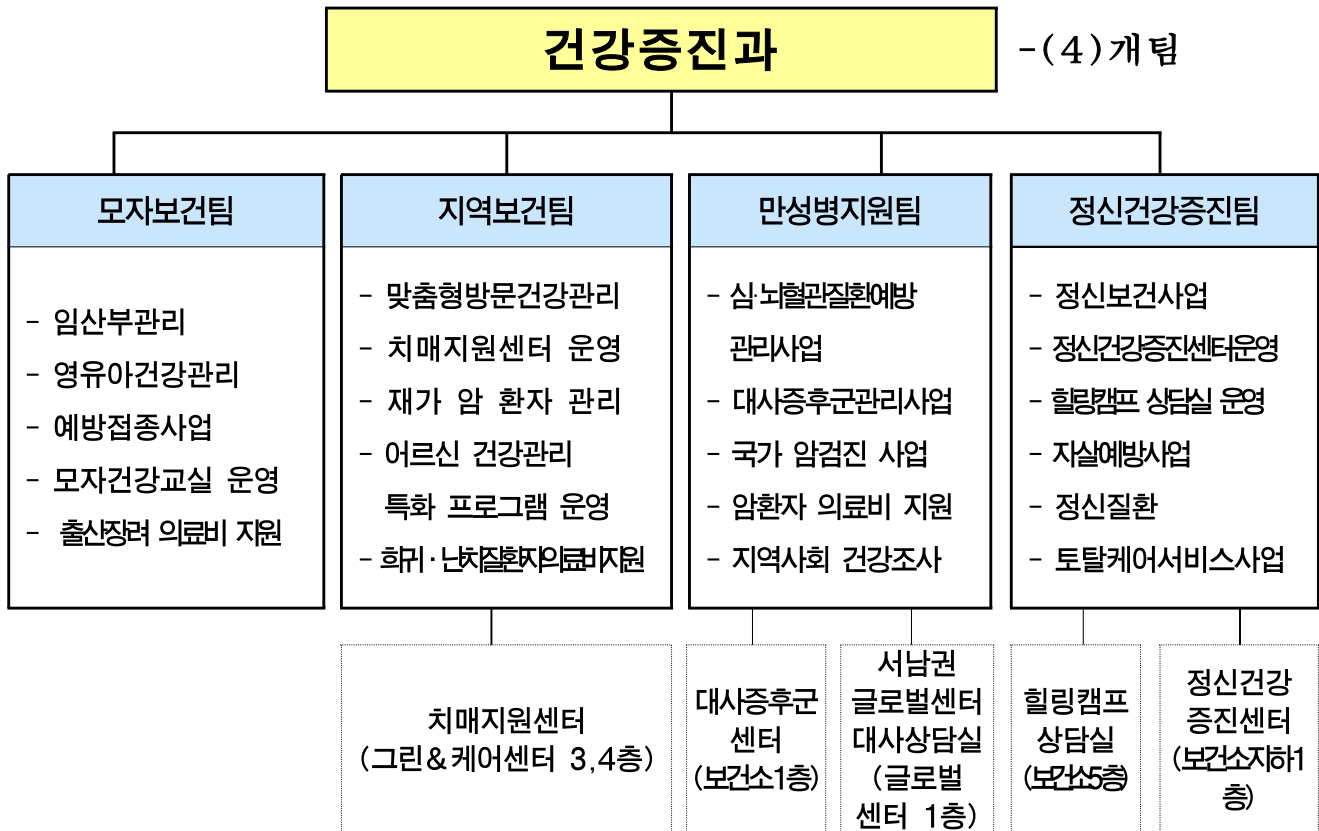 건강증진과
-(4)개팀
모자보건팀
- 임산부관리
- 영유아건강관리
- 예방접종사업
- 모자건강교실 운영
- 출산장려 의료비 지원
지역보건팀
- 맞춤형방문건강관리
- 치매지원센터 운영
- 재가 암 환자 관리
- 어르신 건강관리
특화 프로그램 운영
- 희귀·난치질환자의료비지원
만성병지원팀
- 심·뇌혈관질환예방
관리사업
- 대사증후군관리사업
- 국가 암검진 사업
- 암환자 의료비 지원
- 지역사회 건강조사
정신건강증진팀
- 정신보건사업
- 정신건강증진센터운영
- 힐링캠프 상담실 운영
- 자살예방사업
- 정신질환
- 토탈케어서비스사업
치매지원센터
(그린&케어센터 3,4층)
대사증후군
센터
(보건소1층)
서남권
글로벌센터
대사상담실
(글로벌
센터 1층)
힐링캠프
상담실
(보건소5층)
정신건강
증진센터
(보건소지하1
층)